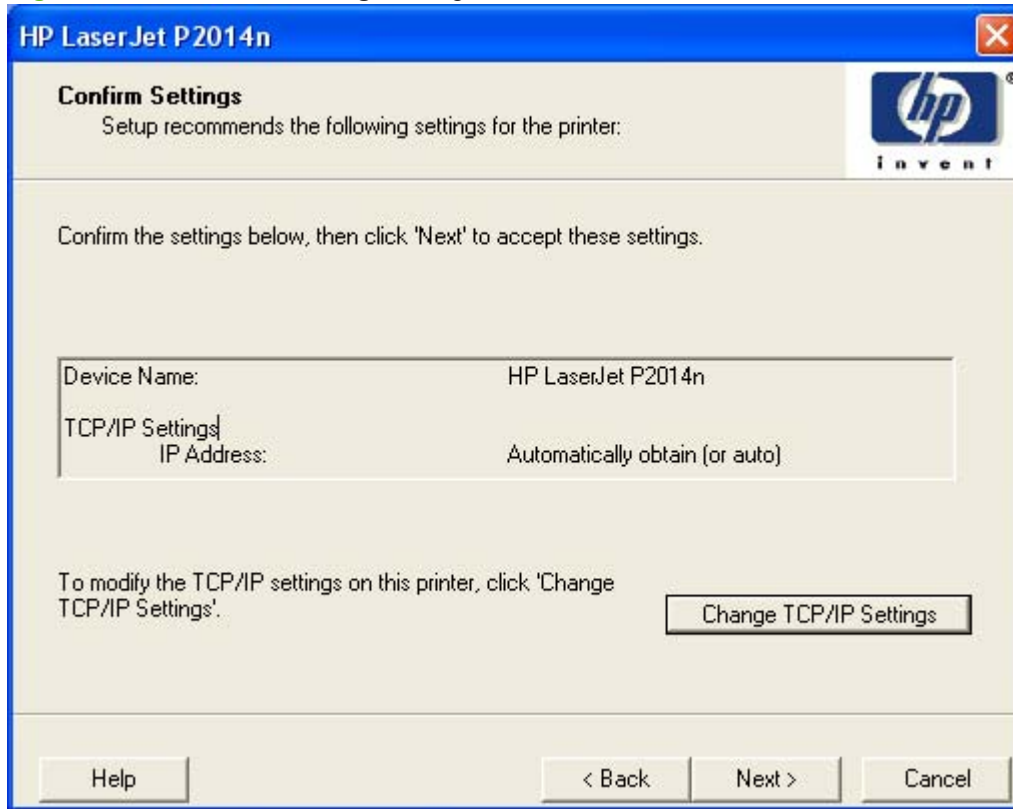 HP LaserJet P2014n
Confirm Settings
Setup recommends the following settings for the printer:
hp
®
invent
Confirm the settings below, then click 'Next' to accept these settings.
Device Name: HP LaserJet P2014n
TCP/IP Settings
IP Address: Automatically obtain (or auto)
To modify the TCP/IP settings on this printer, click 'Change
TCP/IP Settings'.
Change TCP/IP Settings
Help < Back Next > Cancel